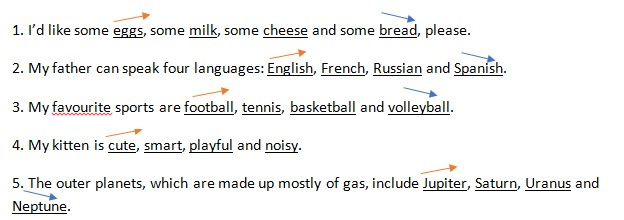 1. I'd like some eggs, some milk, some cheese and some bread, please.
2. My father can speak four languages: English, French, Russian and Spanish.
3. My favourite sports are football, tennis, basketball and volleyball.
4. My kitten is cute, smart, playful and noisy.
5. The outer planets, which are made up mostly of gas, include Jupiter, Saturn, Uranus and
Neptune.